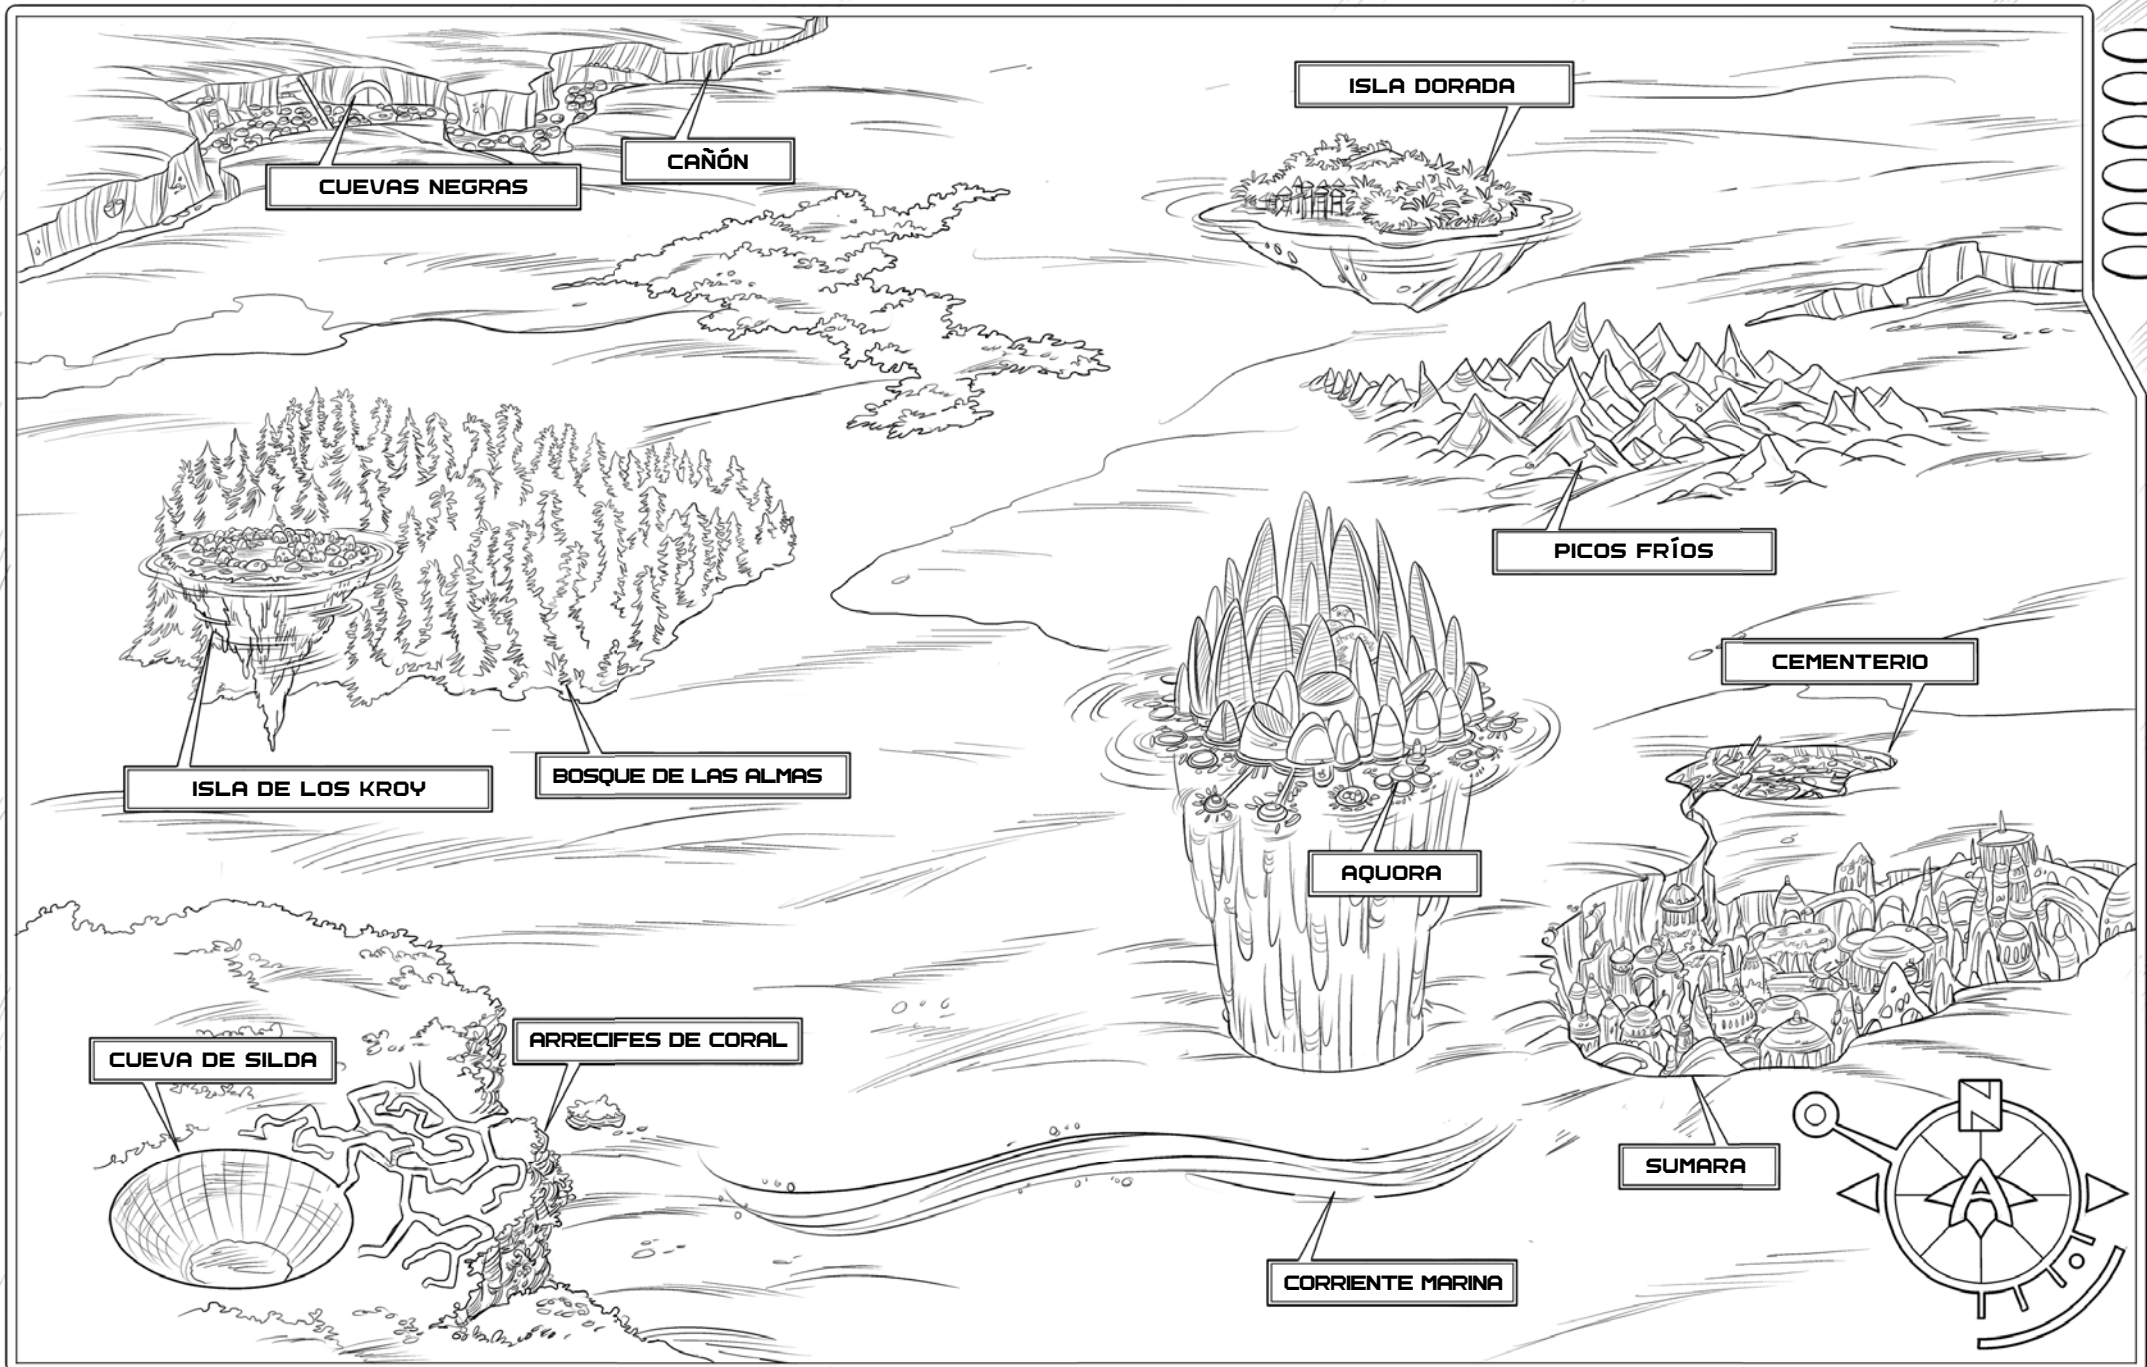 ISLA DORADA
CAÑÓN
CUEVAS NEGRAS
PICOS FRÍOS
CEMENTERIO
BOSQUE DE LAS ALMAS
ISLA DE LOS KROY
AQUORA
ARRECIFES DE CORAL
CUEVA DE SILDA
SUMARA
CORRIENTE MARINA
N
A